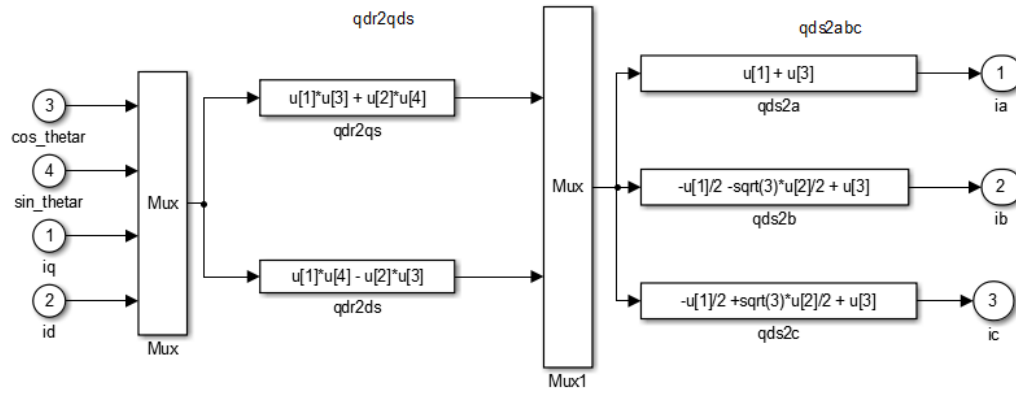 qdr2qds
qds2abc
3
cos_thetar
4
sin_thetar
1
iq
2
id
Mux
Mux
u[1]*u[3] + u[2]*u[4]
qdr2qs
u[1]*u[4] - u[2]*u[3]
qdr2ds
Mux
Mux1
u[1] + u[3]
qds2a
1
ia
-u[1]/2 -sqrt(3)*u[2]/2 + u[3]
qds2b
2
ib
-u[1]/2 +sqrt(3)*u[2]/2 + u[3]
qds2c
3
ic